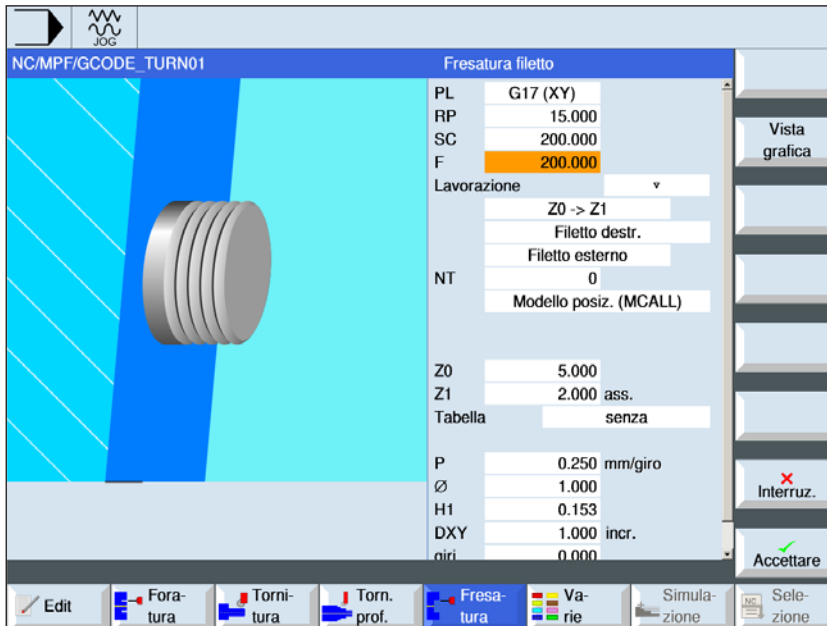 JOG
NC/MPF/GCODE_TURN01
Fresatura filetto
PL G17 (XY)
RP 15.000
SC 200.000
F 200.000
Lavorazione ▿
Z0 -> Z1
Filetto destr.
Filetto esterno
NT 0
Modello posiz. (MCALL)
Z0 5.000
Z1 2.000 ass.
Tabella senza
P 0.250 mm/giro
Ø 1.000
H1 0.153
DXY 1.000 incr.
giri 0.000
Vista
grafica
Interruz.
Accettare
Edit
Fora-
tura
Torni-
tura
Torn.
prof.
Fresa-
tura
Va-
rie
Simula-
zione
NC
Sele-
zione